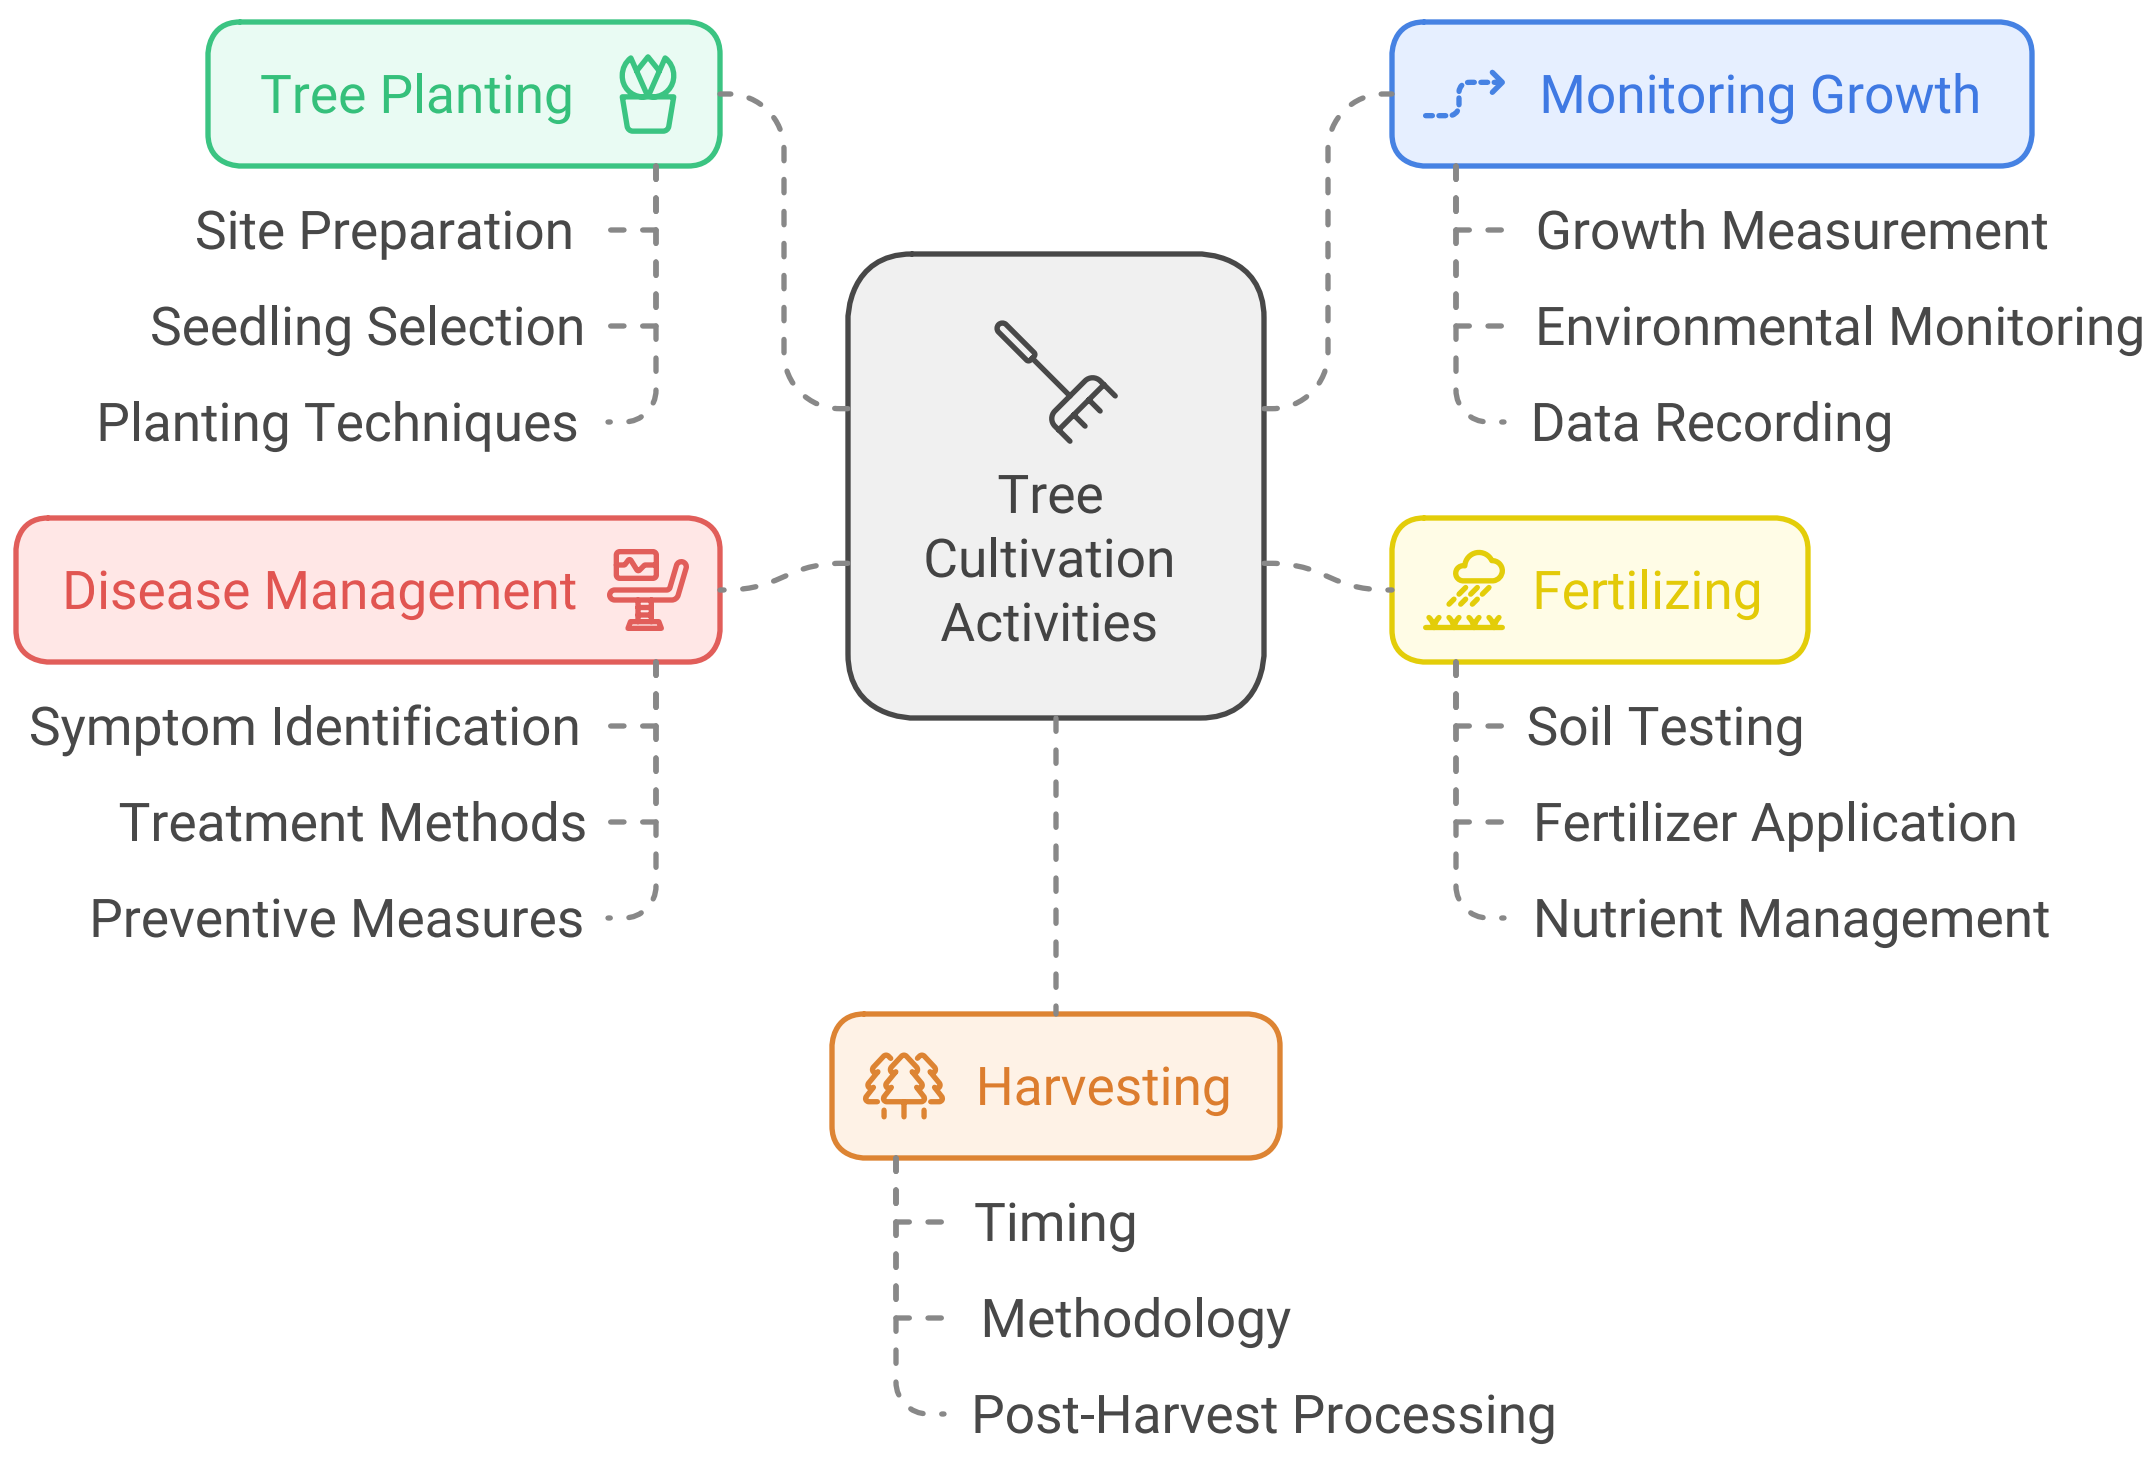 Tree Planting
Site Preparation
Seedling Selection
Planting Techniques
Disease Management
Symptom Identification
Treatment Methods
Preventive Measures
Tree
Cultivation
Activities
Monitoring Growth
Growth Measurement
Environmental Monitoring
Data Recording
Fertilizing
Soil Testing
Fertilizer Application
Nutrient Management
Harvesting
Timing
Methodology
Post-Harvest Processing